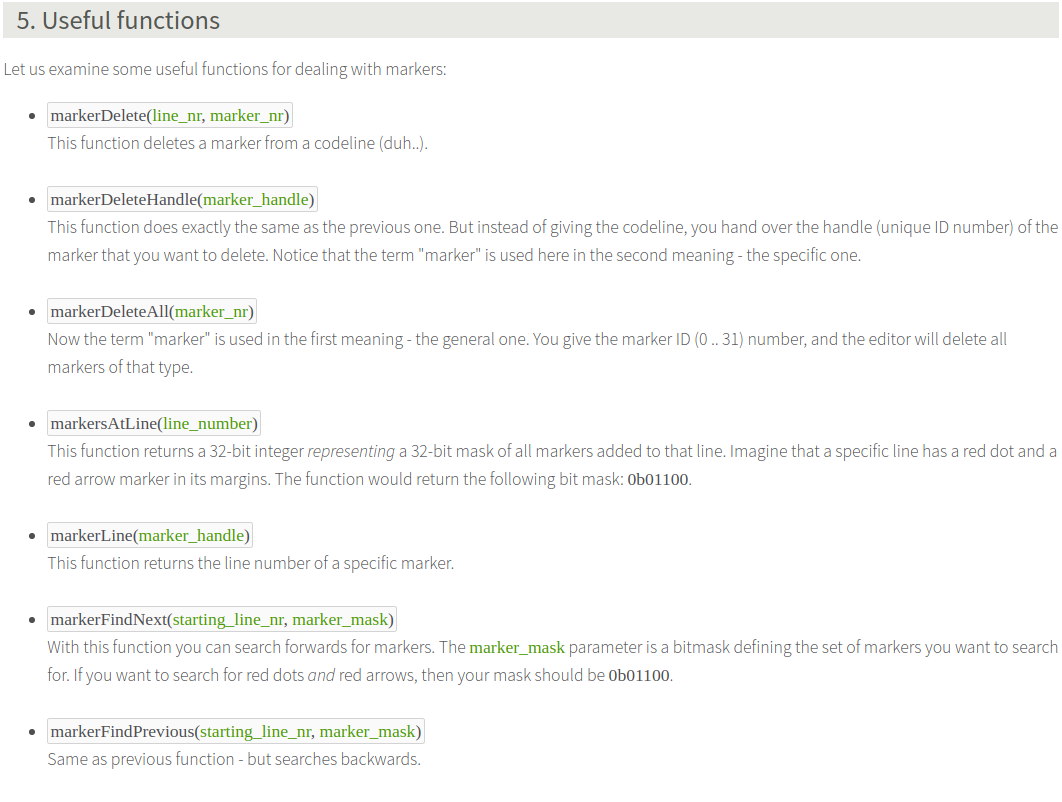 5. Useful functions
Let us examine some useful functions for dealing with markers:
markerDelete(line_nr, marker_nr)
This function deletes a marker from a codeline (duh..).
markerDeleteHandle(marker_handle)
This function does exactly the same as the previous one. But instead of giving the codeline, you hand over the handle (unique ID number) of the
marker that you want to delete. Notice that the term "marker" is used here in the second meaning - the specific one.
markerDeleteAll(marker_nr)
Now the term "marker" is used in the first meaning - the general one. You give the marker ID (0 .. 31) number, and the editor will delete all
markers of that type.
markersAtLine(line_number)
This function returns a 32-bit integer representing a 32-bit mask of all markers added to that line. Imagine that a specific line has a red dot and a
red arrow marker in its margins. The function would return the following bit mask: 0b01100.
markerLine(marker_handle)
This function returns the line number of a specific marker.
markerFindNext(starting_line_nr, marker_mask)
With this function you can search forwards for markers. The marker_mask parameter is a bitmask defining the set of markers you want to search
for. If you want to search for red dots and red arrows, then your mask should be 0b01100.
markerFindPrevious(starting_line_nr, marker_mask)
Same as previous function - but searches backwards.